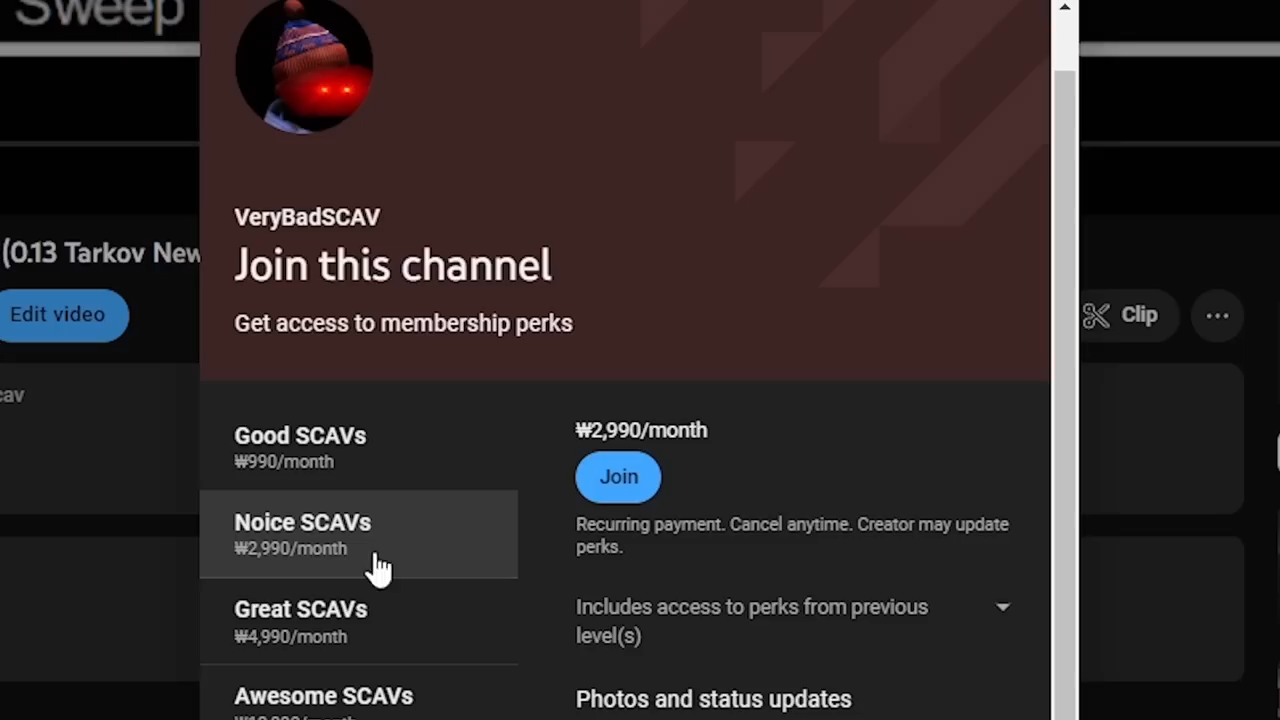 Sweep
(0.13 Tarkov New
Edit video
Clip
cav
VeryBadSCAV
Join this channel
Get access to membership perks
Good SCAVs
₩990/month
Noice SCAVs
₩2,990/month
Great SCAVs
₩4,990/month
Awesome SCAVs
₩2,990/month
Join
Recurring payment. Cancel anytime. Creator may update
perks.
Includes access to perks from previous
level(s)
Photos and status updates